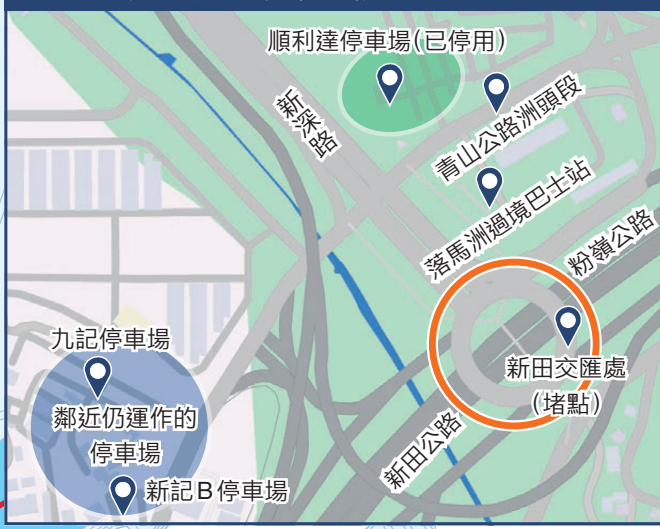 順利達停車場(已停用)
新深路
青山公路洲頭段
落馬洲過境巴士站
粉嶺公路
九記停車場
新田交匯處
(堵點)
鄰近仍運作的
停車場
新田公路
新記B停車場